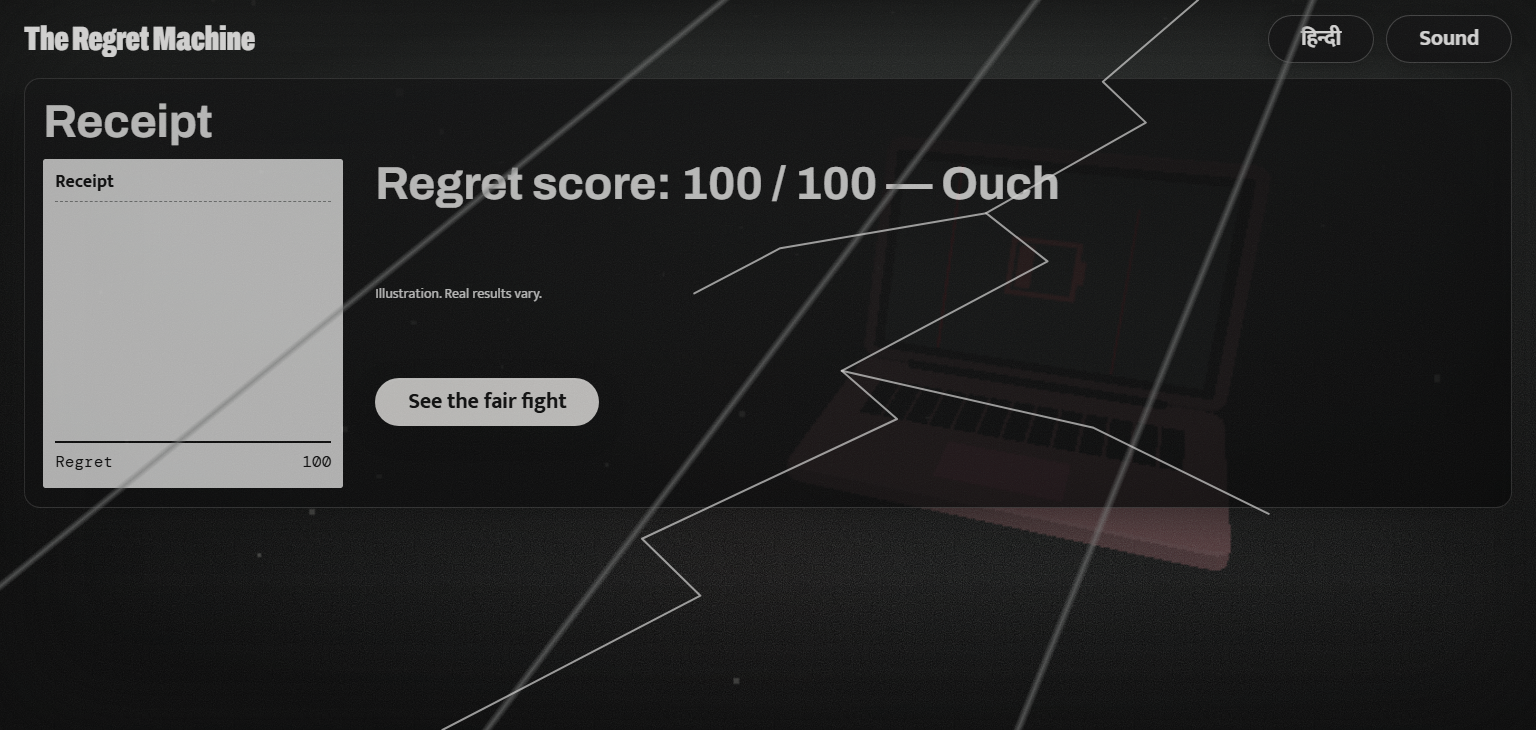 The Regret Machine
हिन्दी
Sound
Receipt
Receipt
Regret 100
Regret score: 100 / 100 — Ouch
Illustration. Real results vary.
See the fair fight